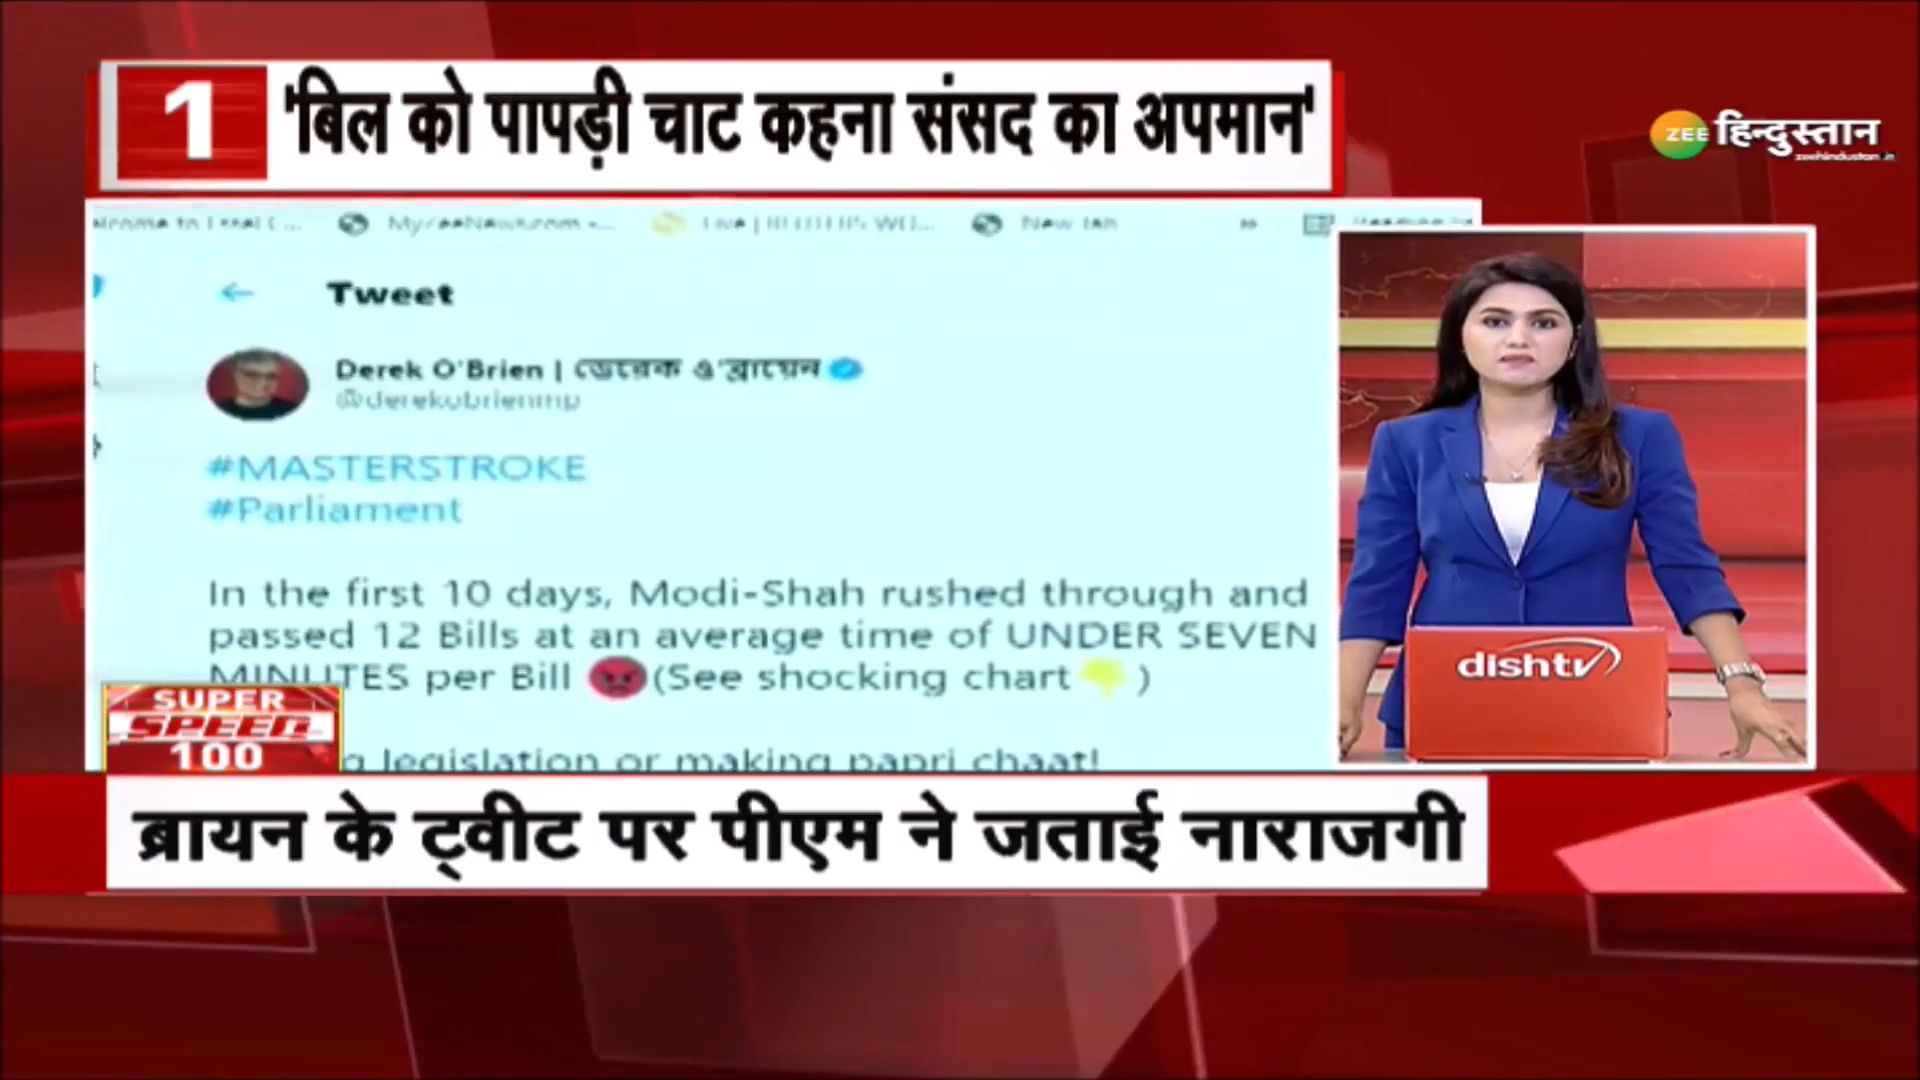 1 'बिल को पापड़ी चाट कहना संसद का अपमान'
ZEE हिन्दुस्तान
zeehindustan.in
Tweet
Derek O'Brien | ডেরেক ও'ব্রায়েন
@derekobrienmp
#MASTERSTROKE
#Parliament
In the first 10 days, Modi-Shah rushed through and
passed 12 Bills at an average time of UNDER SEVEN
MINUTES per Bill 😡(See shocking chart👇)
legislation or making papri chaat!
SUPER
SPEED
100
dishtv
ब्रायन के ट्वीट पर पीएम ने जताई नाराजगी